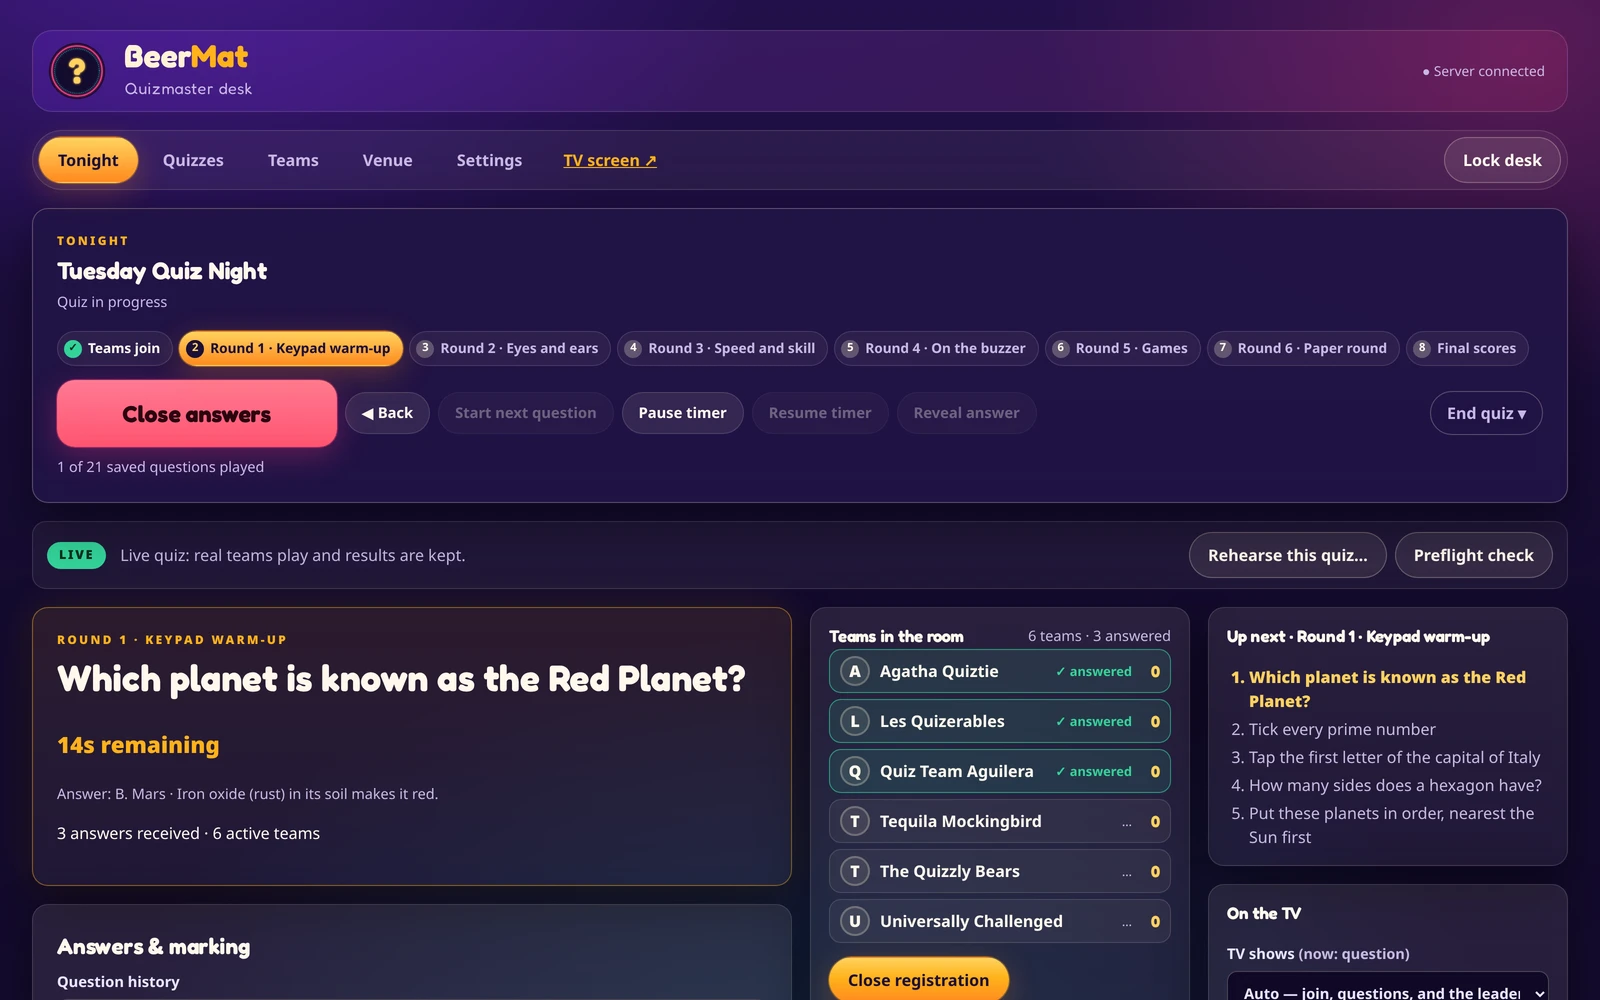 ?
BeerMat
Quizmaster desk
● Server connected
Tonight
Quizzes
Teams
Venue
Settings
TV screen ↗
Lock desk
TONIGHT
Tuesday Quiz Night
Quiz in progress
✓ Teams join
2 Round 1 · Keypad warm-up
3 Round 2 · Eyes and ears
4 Round 3 · Speed and skill
5 Round 4 · On the buzzer
6 Round 5 · Games
7 Round 6 · Paper round
8 Final scores
Close answers
◀ Back
Start next question
Pause timer
Resume timer
Reveal answer
End quiz ▾
1 of 21 saved questions played
LIVE
Live quiz: real teams play and results are kept.
Rehearse this quiz...
Preflight check
ROUND 1 · KEYPAD WARM-UP
Which planet is known as the Red Planet?
14s remaining
Answer: B. Mars · Iron oxide (rust) in its soil makes it red.
3 answers received · 6 active teams
Answers & marking
Question history
Teams in the room
6 teams · 3 answered
A Agatha Quiztie ✓ answered 0
L Les Quizerables ✓ answered 0
Q Quiz Team Aguilera ✓ answered 0
T Tequila Mockingbird ... 0
T The Quizzly Bears ... 0
U Universally Challenged ... 0
Close registration
Up next · Round 1 · Keypad warm-up
1. Which planet is known as the Red
Planet?
2. Tick every prime number
3. Tap the first letter of the capital of Italy
4. How many sides does a hexagon have?
5. Put these planets in order, nearest the
Sun first
On the TV
TV shows (now: question)
Auto — join, questions, and the leade